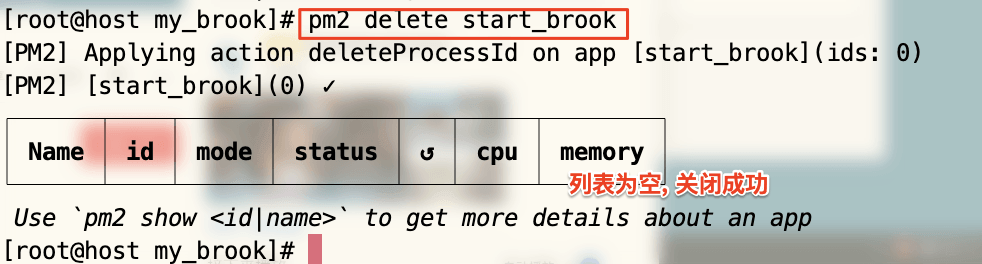 [root@host my_brook]# pm2 delete start_brook
[PM2] Applying action deleteProcessId on app [start_brook](ids: 0)
[PM2] [start_brook](0) ✓
Name id mode status ↺ cpu memory
列表为空, 关闭成功
Use `pm2 show <id|name>` to get more details about an app
[root@host my_brook]#